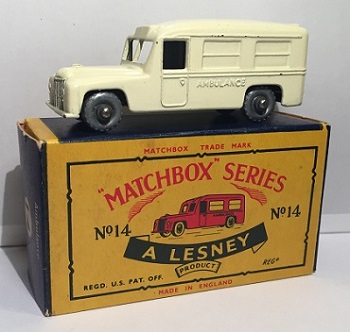 AMBULANCE
MATCHBOX TRADE MARK
"MATCHBOX" SERIES
No14 No14
A LESNEY
PRODUCT
REGD. U.S. PAT. OFF. REGD
MADE IN ENGLAND